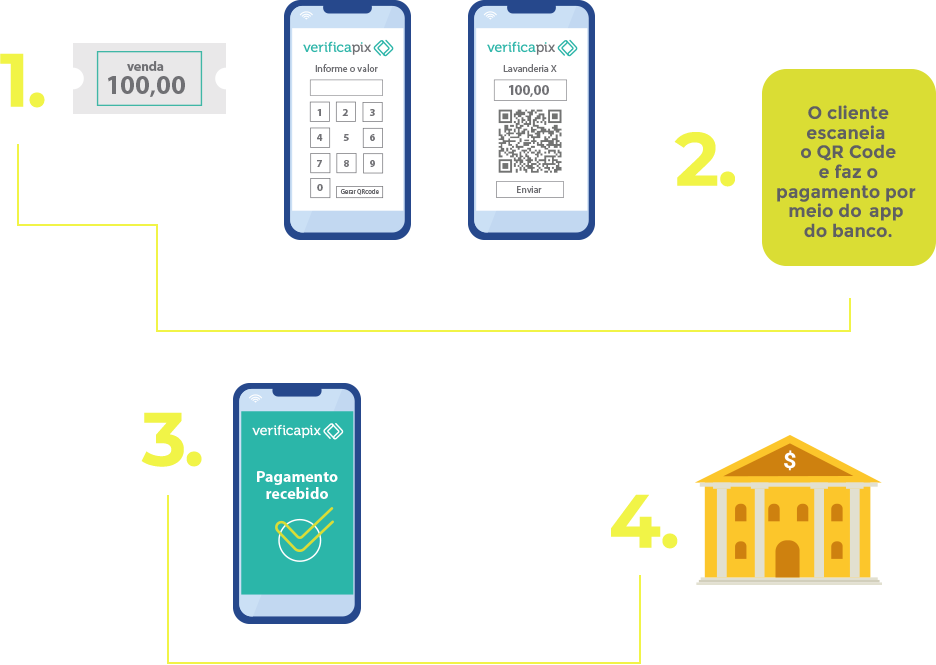 1.
venda
100,00
verificapix
Informe o valor
1 2 3
4 5 6
7 8 9
0 Gerar QRcode
verificapix
Lavanderia X
100,00
Enviar
2.
O cliente
escaneia
o QR Code
e faz o
pagamento por
meio do app
do banco.
3.
verificapix
Pagamento
recebido
4.
$